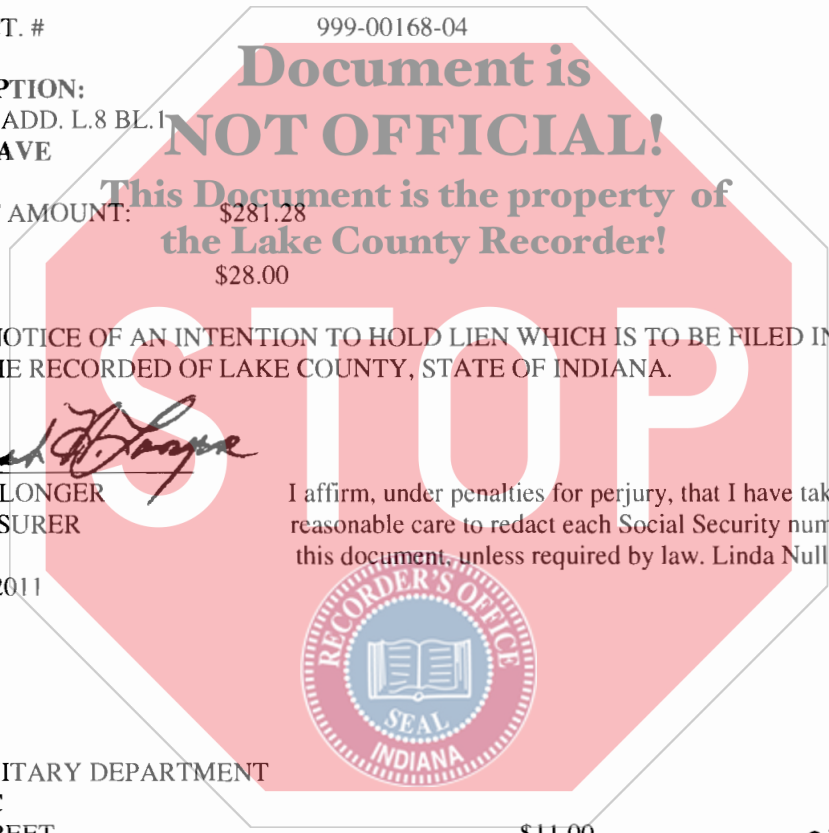 T. # 999-00168-04
Document is
PTION:
ADD. L.8 BL.1
NOT OFFICIAL!
AVE
This Document is the property of
AMOUNT: $281.28
the Lake County Recorder!
$28.00
NOTICE OF AN INTENTION TO HOLD LIEN WHICH IS TO BE FILED IN
HE RECORDED OF LAKE COUNTY, STATE OF INDIANA.
STOP
LONGER I affirm, under penalties for perjury, that I have tak
SURER reasonable care to redact each Social Security num
this document, unless required by law. Linda Null
2011
RECORDER'S OFFICE
SEAL
INDIANA
ITARY DEPARTMENT
REET $11.00